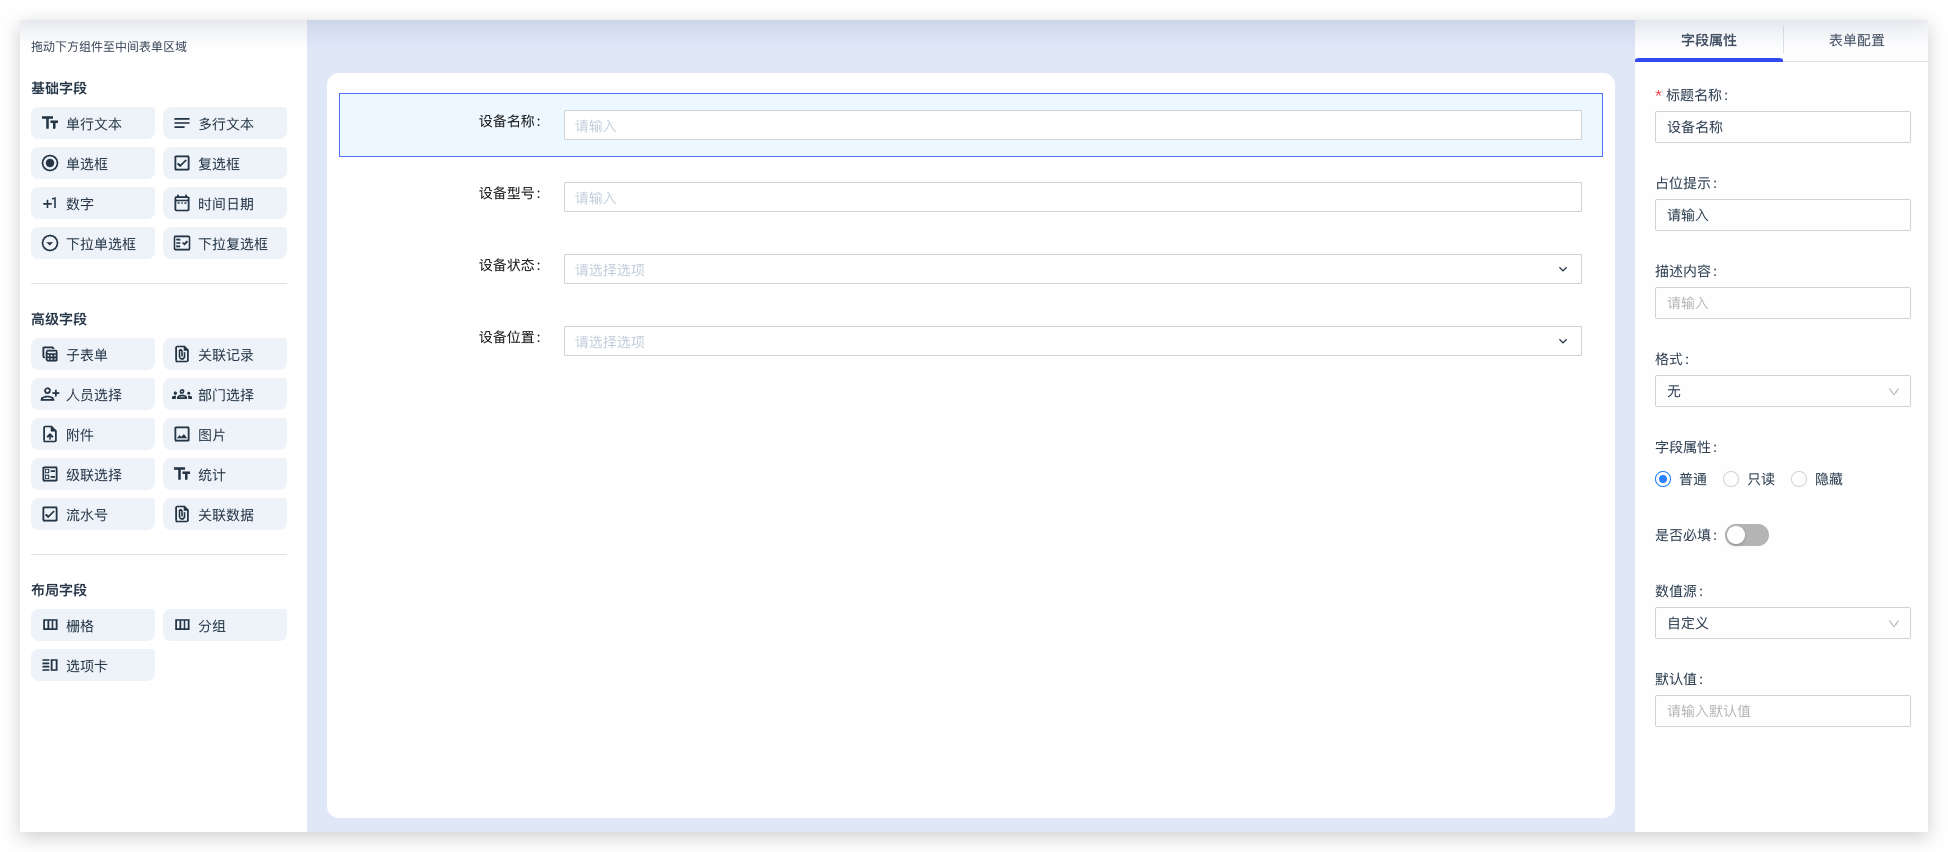 拖动下方组件至中间表单区域
基础字段
单行文本
多行文本
单选框
复选框
+1 数字
时间日期
下拉单选框
下拉复选框
高级字段
子表单
关联记录
人员选择
部门选择
附件
图片
级联选择
统计
流水号
关联数据
布局字段
栅格
分组
选项卡
设备名称: 请输入
设备型号: 请输入
设备状态: 请选择选项
设备位置: 请选择选项
字段属性
表单配置
* 标题名称:
设备名称
占位提示:
请输入
描述内容:
请输入
格式:
无
字段属性:
普通 只读 隐藏
是否必填:
数值源:
自定义
默认值:
请输入默认值